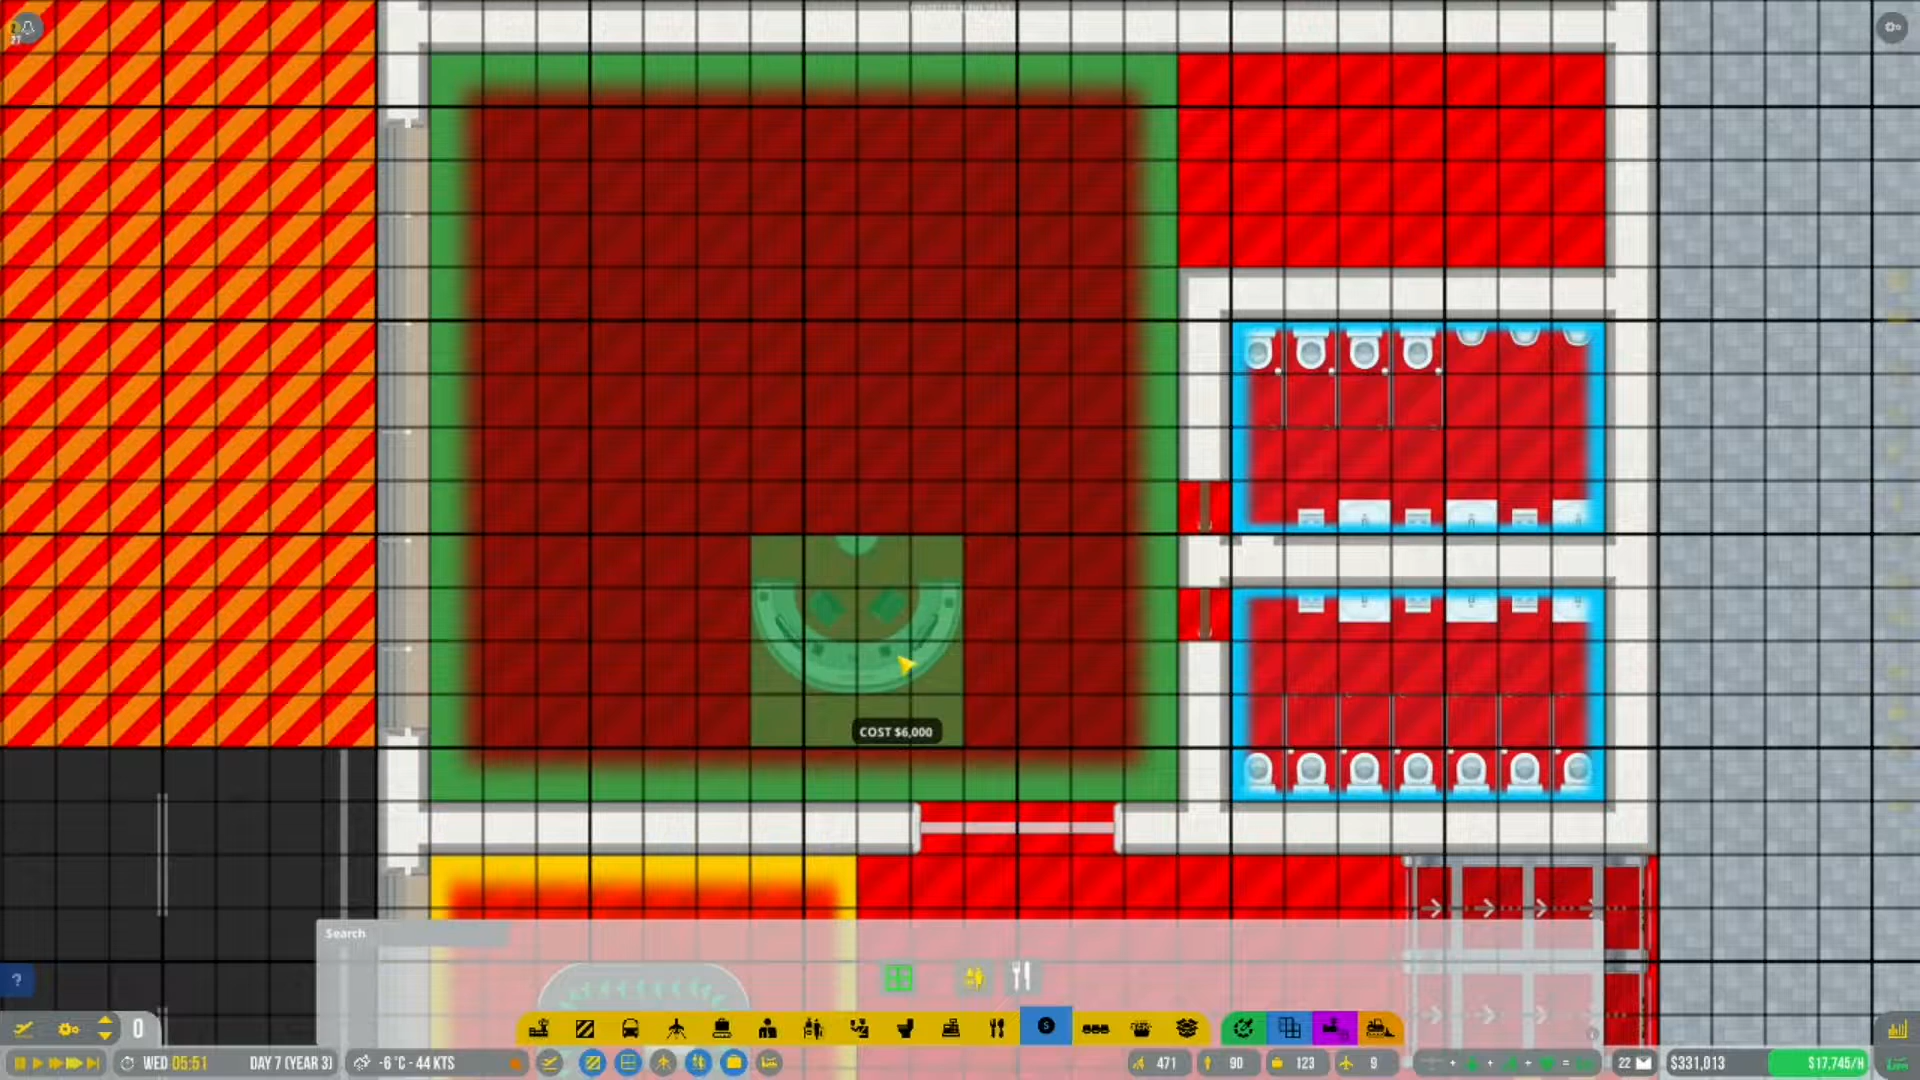 27
COST $6,000
Search
?
0
S
WED 05:51
DAY 7 (YEAR 3)
-6°C - 44 KTS
471
90
123
9
+ + + =
22
$331,013
$17,745/H